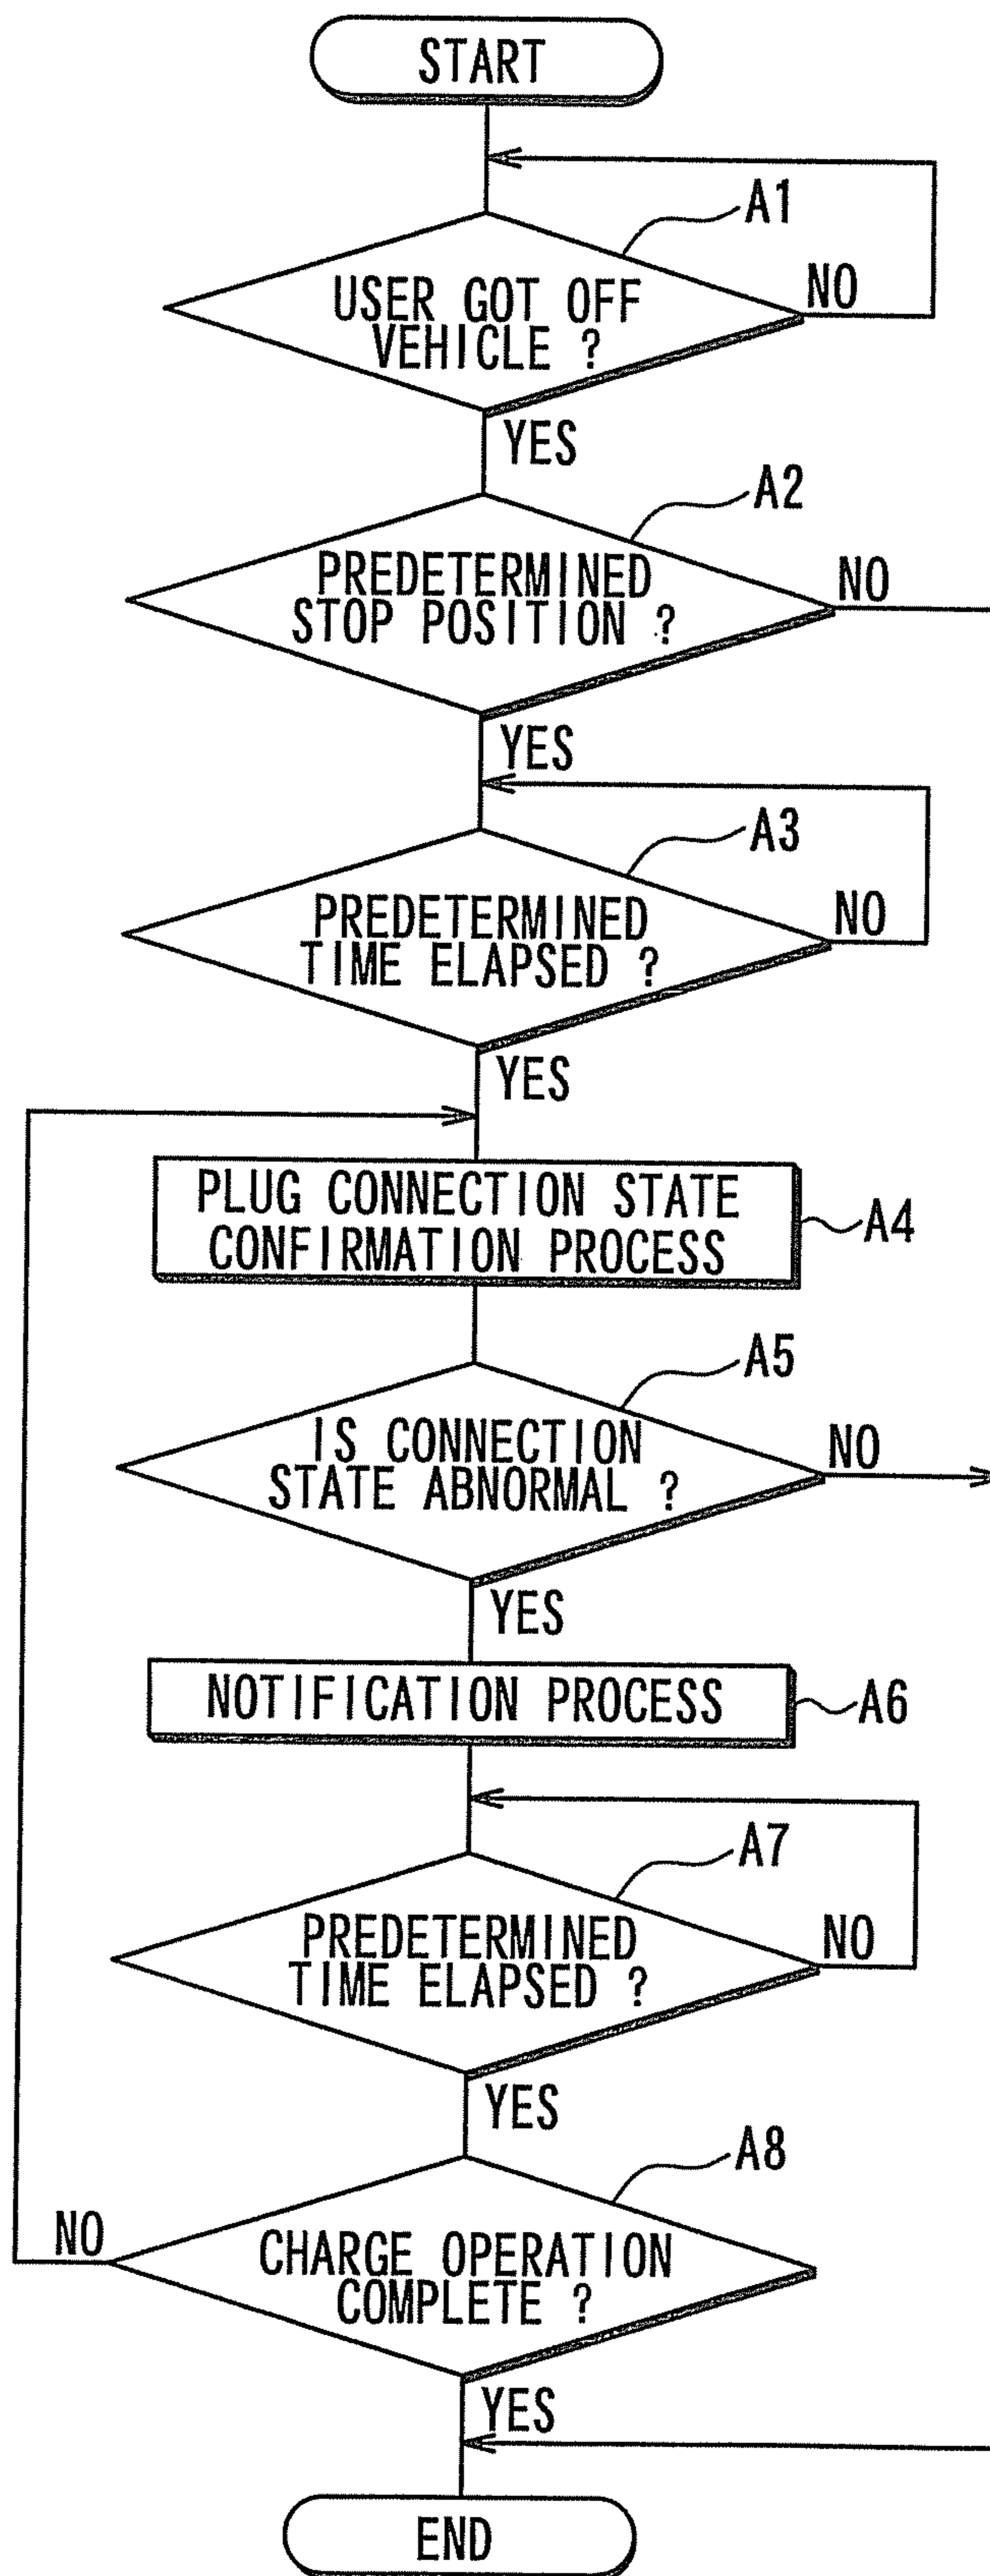 START
A1
USER GOT OFF
VEHICLE ?
NO
YES
A2
PREDETERMINED
STOP POSITION ?
NO
YES
A3
PREDETERMINED
TIME ELAPSED ?
NO
YES
PLUG CONNECTION STATE
CONFIRMATION PROCESS
A4
A5
IS CONNECTION
STATE ABNORMAL ?
NO
YES
NOTIFICATION PROCESS
A6
A7
PREDETERMINED
TIME ELAPSED ?
NO
YES
A8
NO
CHARGE OPERATION
COMPLETE ?
YES
END